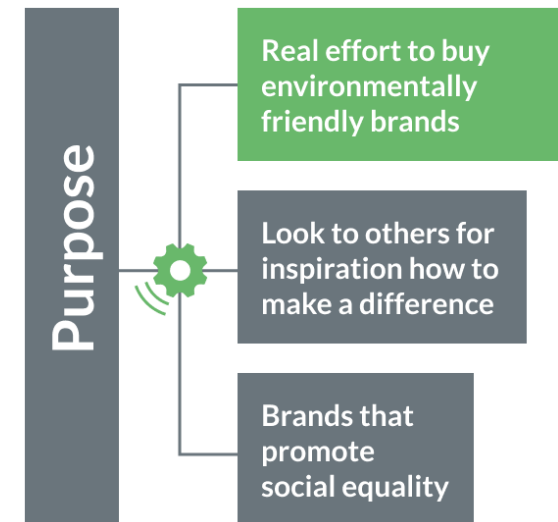 Purpose
Real effort to buy
environmentally
friendly brands
Look to others for
inspiration how to
make a difference
Brands that
promote
social equality